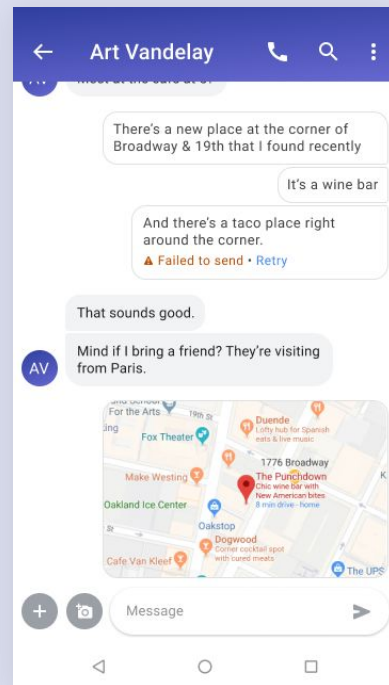 Art Vandelay
There's a new place at the corner of
Broadway & 19th that I found recently
It's a wine bar
And there's a taco place right
around the corner.
Failed to send • Retry
That sounds good.
Mind if I bring a friend? They're visiting
from Paris.
AV
For the Arts
19th St
Duende
Lofty hub for Spanish
eats & live music
Fox Theater
1776 Broadway
Make Westing
The Punchdown
Chic wine bar with
New American bites
8 min drive - home
K
Oakland Ice Center
St
Oakstop
Dogwood
Corner cocktail spot
with cured meats
Cafe Van Kleef
The UPS
Message